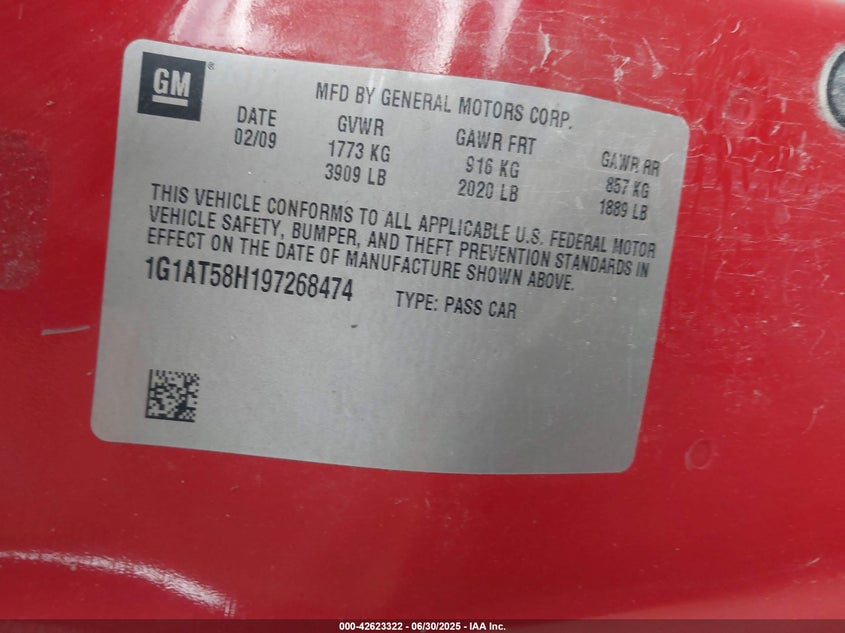 GM®
MFD BY GENERAL MOTORS CORP.
DATE GVWR GAWR FRT GAWR RR
02/09 1773 KG 916 KG 857 KG
3909 LB 2020 LB 1889 LB
THIS VEHICLE CONFORMS TO ALL APPLICABLE U.S. FEDERAL MOTOR
VEHICLE SAFETY, BUMPER, AND THEFT PREVENTION STANDARDS IN
EFFECT ON THE DATE OF MANUFACTURE SHOWN ABOVE.
1G1AT58H197268474 TYPE: PASS CAR
000-42623322 - 06/30/2025 - IAA Inc.